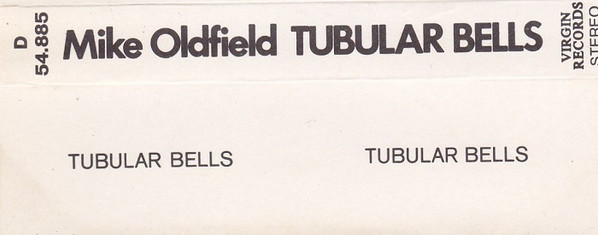 D
54.885
Mike Oldfield TUBULAR BELLS
VIRGIN
RECORDS
STEREO
TUBULAR BELLS
TUBULAR BELLS